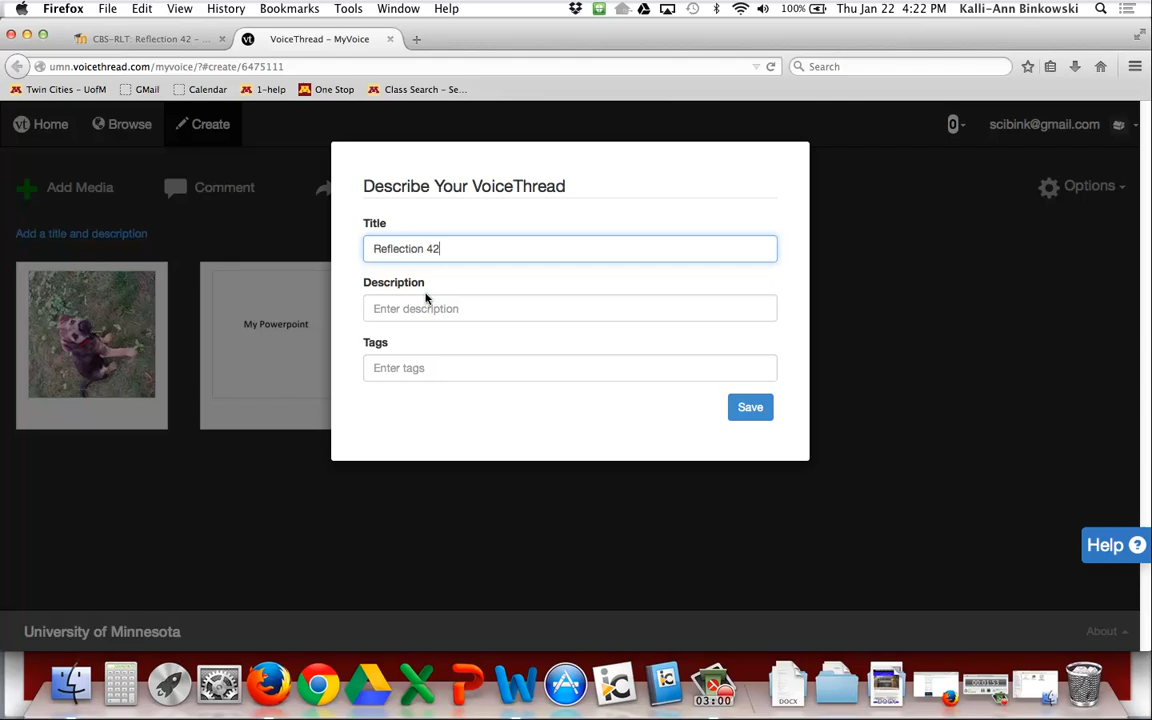 Firefox File Edit View History Bookmarks Tools Window Help 100% Thu Jan 22 4:22 PM Kalli-Ann Binkowski
CBS-RLT: Reflection 42 – ... VoiceThread – MyVoice
umn.voicethread.com/myvoice/?#create/6475111 Search
Twin Cities - UofM GMail Calendar 1-help One Stop Class Search – Se...
vt Home Browse Create 0 scibink@gmail.com
Add Media Comment Options
Describe Your VoiceThread
Title
Add a title and description
Reflection 42
Description
Enter description
My Powerpoint
Tags
Enter tags
Save
Help ?
University of Minnesota About
03:00
DOCX